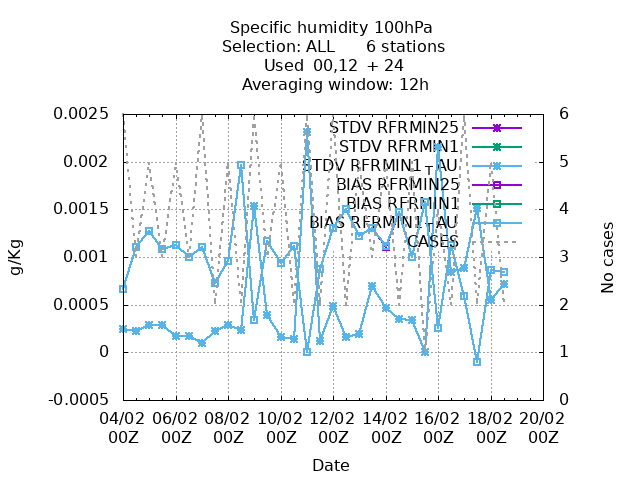 Specific humidity 100hPa
Selection: ALL 6 stations
Used 00,12 + 24
Averaging window: 12h
0.0025
0.002
0.0015
0.001
0.0005
0
-0.0005
g/Kg
6
5
4
3
2
1
0
No cases
STDV RFRMIN25
STDV RFRMIN1
STDV RFRMIN1_TAU
BIAS RFRMIN25
BIAS RFRMIN1
BIAS RFRMIN1_TAU
CASES
04/02 06/02 08/02 10/02 12/02 14/02 16/02 18/02 20/02
00Z 00Z 00Z 00Z 00Z 00Z 00Z 00Z 00Z
Date